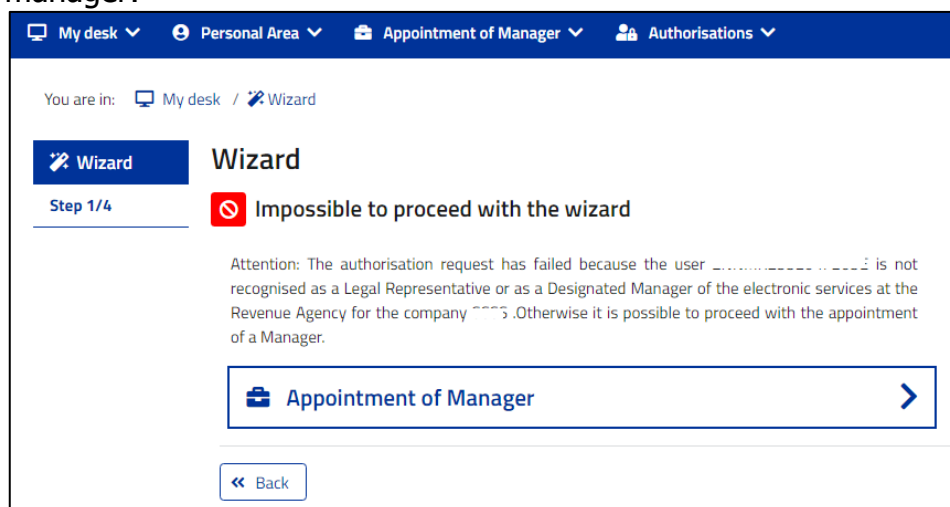 manager.
My desk Personal Area Appointment of Manager Authorisations
You are in: My desk / Wizard
Wizard
Step 1/4
Wizard
Impossible to proceed with the wizard
Attention: The authorisation request has failed because the user is not
recognised as a Legal Representative or as a Designated Manager of the electronic services at the
Revenue Agency for the company .Otherwise it is possible to proceed with the appointment
of a Manager.
Appointment of Manager
Back